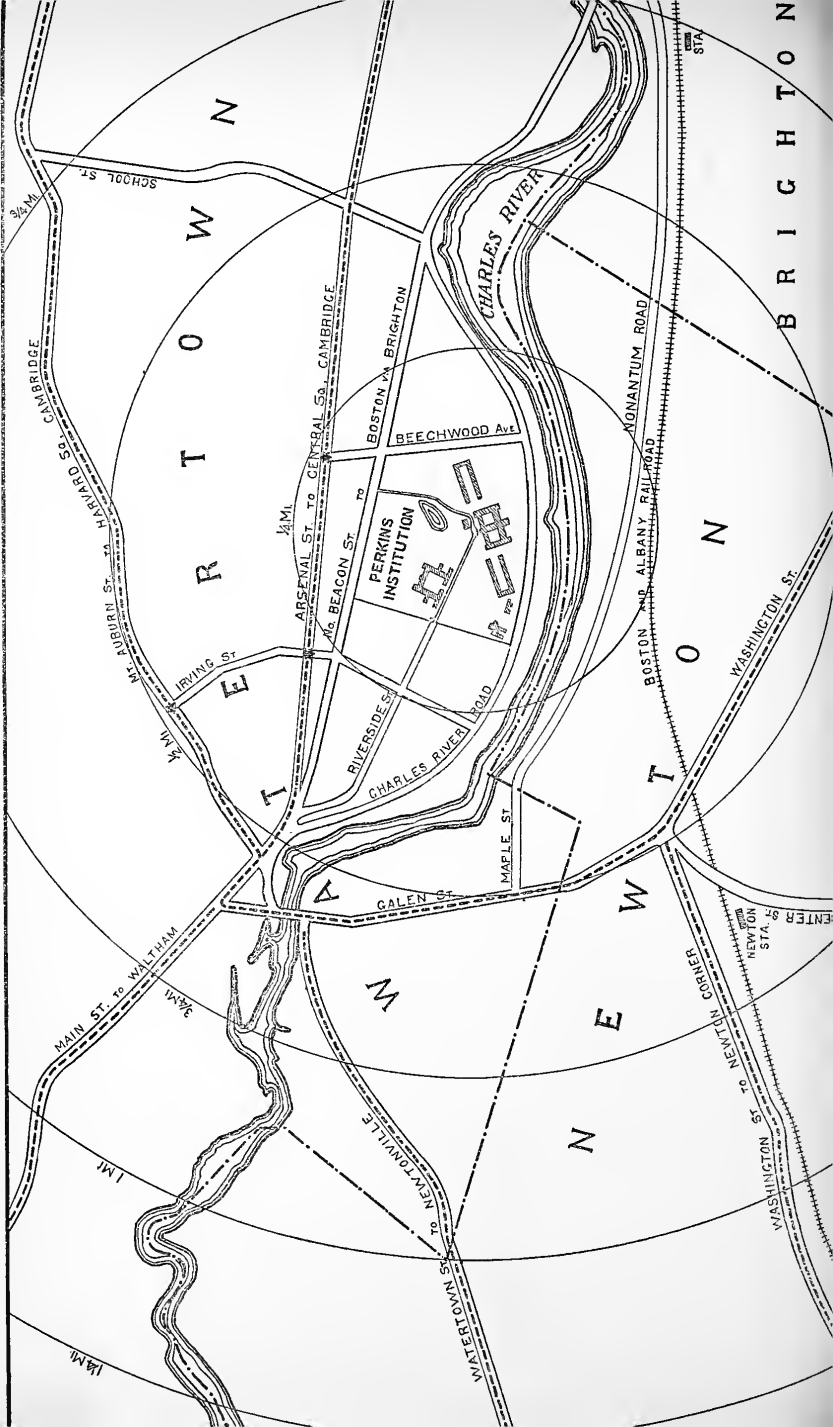 WATERTOWN
NEWTON
BRIGHTON
STA.
SCHOOL ST.
3/4 MI.
MT. AUBURN ST. TO HARVARD SQ. CAMBRIDGE
ARSENAL ST. TO CENTRAL SQ. CAMBRIDGE
1/4 MI.
No. BEACON ST. TO BOSTON VIA BRIGHTON
BEECHWOOD AVE
CHARLES RIVER
NONANTUM ROAD
BOSTON AND ALBANY RAILROAD
PERKINS
INSTITUTION
IRVING ST
1/2 MI.
RIVERSIDE ST
CHARLES RIVER ROAD
WASHINGTON ST.
MAPLE ST
GALEN ST.
MAIN ST. TO WALTHAM
3/4 MI.
NEWTON
STA.
CENTER ST
WASHINGTON ST TO NEWTON CORNER
WATERTOWN ST. TO NEWTONVILLE
1 MI.
1 1/4 MI.